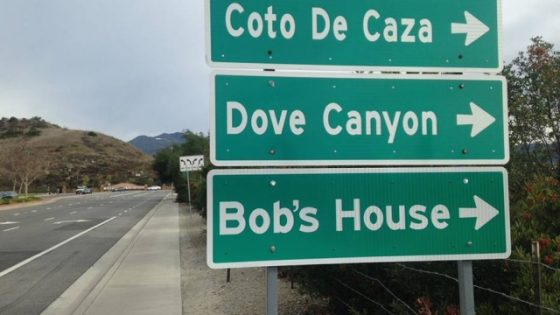 Coto De Caza
Dove Canyon
Bob's House